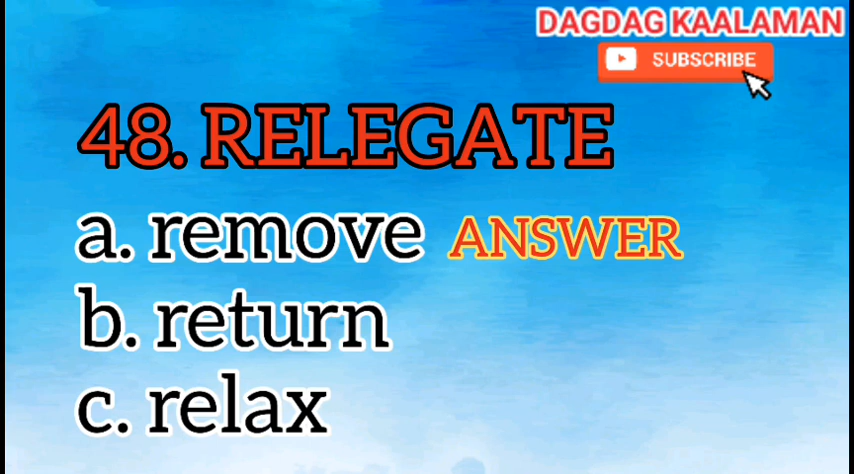 DAGDAG KAALAMAN
SUBSCRIBE
48. RELEGATE
a. remove ANSWER
b. return
c. relax